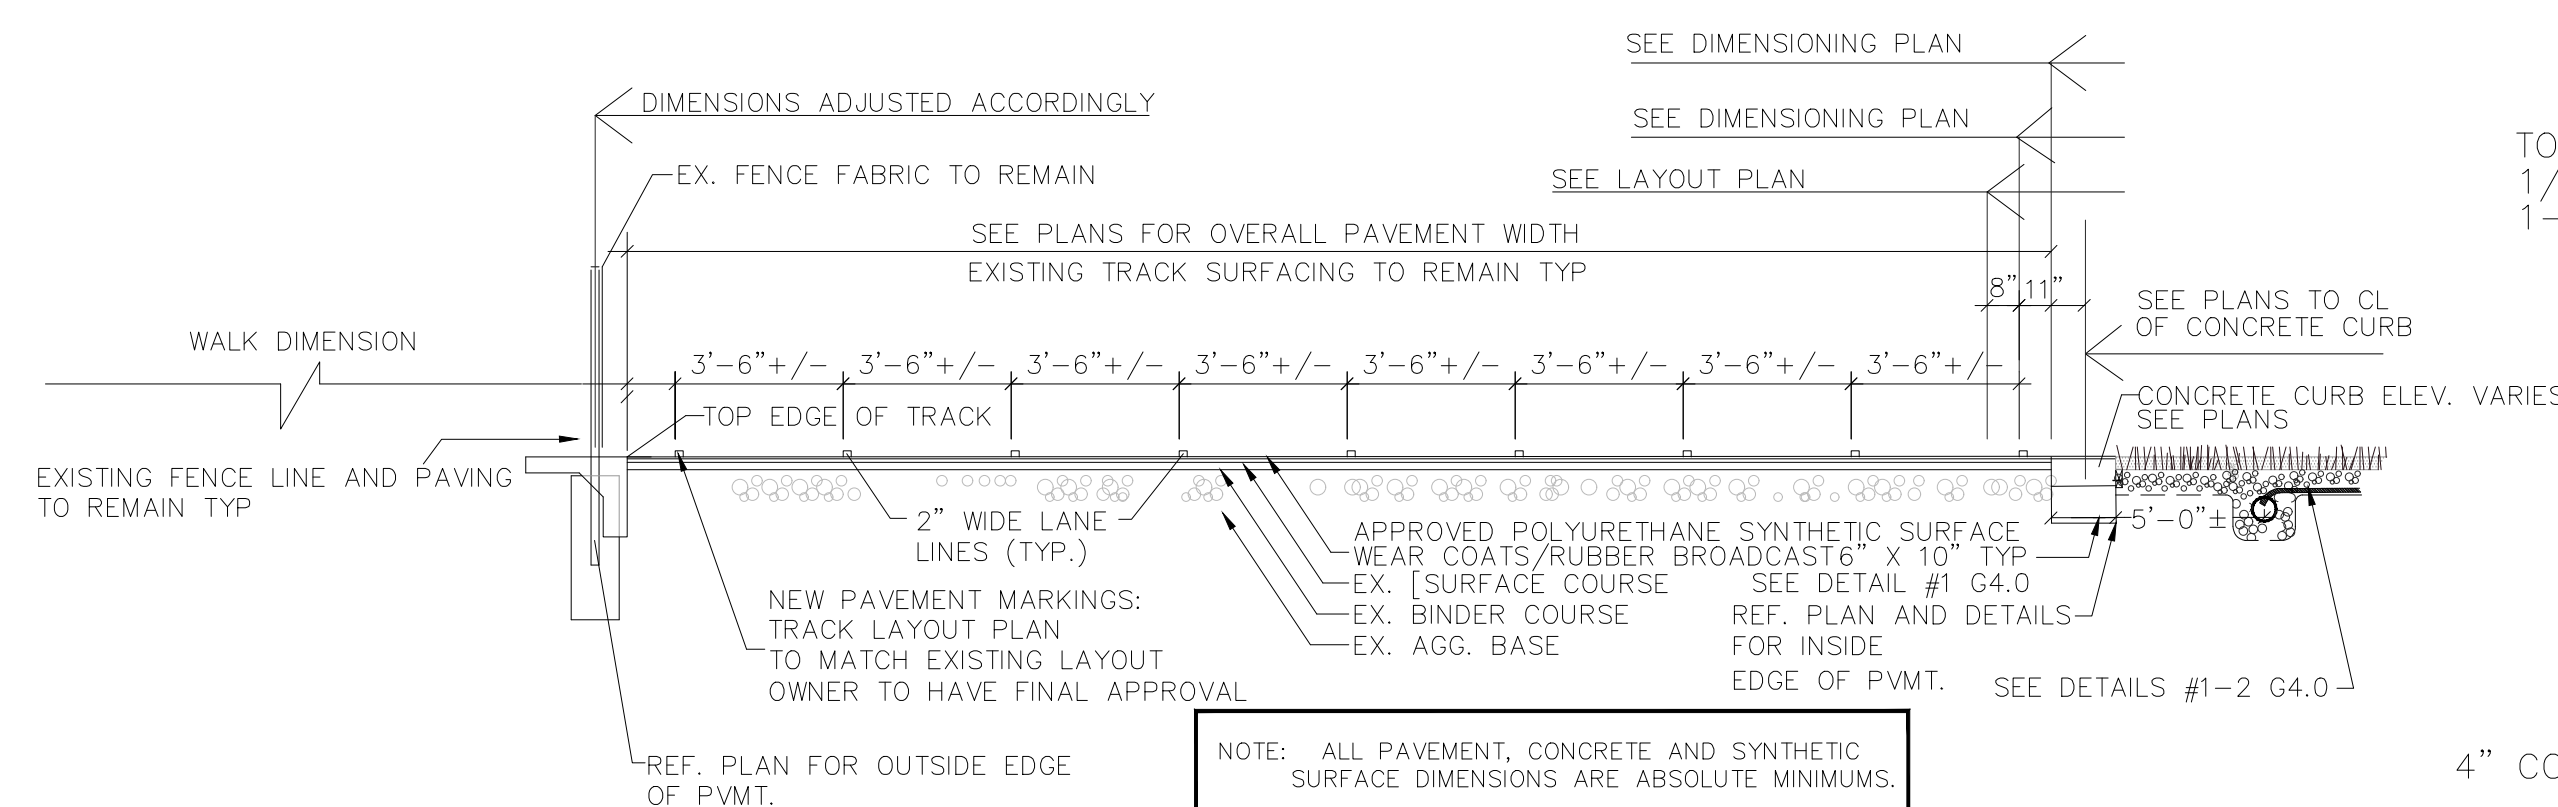 SEE DIMENSIONING PLAN
DIMENSIONS ADJUSTED ACCORDINGLY
SEE DIMENSIONING PLAN
EX. FENCE FABRIC TO REMAIN
SEE LAYOUT PLAN
SEE PLANS FOR OVERALL PAVEMENT WIDTH
EXISTING TRACK SURFACING TO REMAIN TYP
8" 11"
SEE PLANS TO CL
OF CONCRETE CURB
WALK DIMENSION
3'-6"+/- 3'-6"+/- 3'-6"+/- 3'-6"+/- 3'-6"+/- 3'-6"+/- 3'-6"+/- 3'-6"+/-
TOP EDGE OF TRACK
CONCRETE CURB ELEV. VARIES
SEE PLANS
EXISTING FENCE LINE AND PAVING
TO REMAIN TYP
2" WIDE LANE
LINES (TYP.)
5'-0"±
APPROVED POLYURETHANE SYNTHETIC SURFACE
WEAR COATS/RUBBER BROADCAST
6" X 10" TYP
SEE DETAIL #1 G4.0
EX. [SURFACE COURSE
EX. BINDER COURSE
EX. AGG. BASE
REF. PLAN AND DETAILS
FOR INSIDE
EDGE OF PVMT.
SEE DETAILS #1-2 G4.0
NEW PAVEMENT MARKINGS:
TRACK LAYOUT PLAN
TO MATCH EXISTING LAYOUT
OWNER TO HAVE FINAL APPROVAL
REF. PLAN FOR OUTSIDE EDGE
OF PVMT.
NOTE: ALL PAVEMENT, CONCRETE AND SYNTHETIC
SURFACE DIMENSIONS ARE ABSOLUTE MINIMUMS.
TO
1/
1-
4" CO